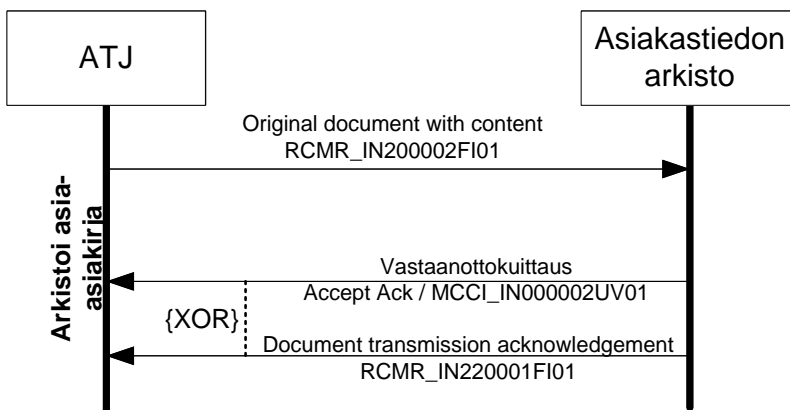 ATJ
Asiakastiedon
arkisto
Original document with content
RCMR_IN200002FI01
Arkistoi asia-
asiakirja
Vastaanottokuittaus
Accept Ack / MCCI_IN000002UV01
{XOR}
Document transmission acknowledgement
RCMR_IN220001FI01